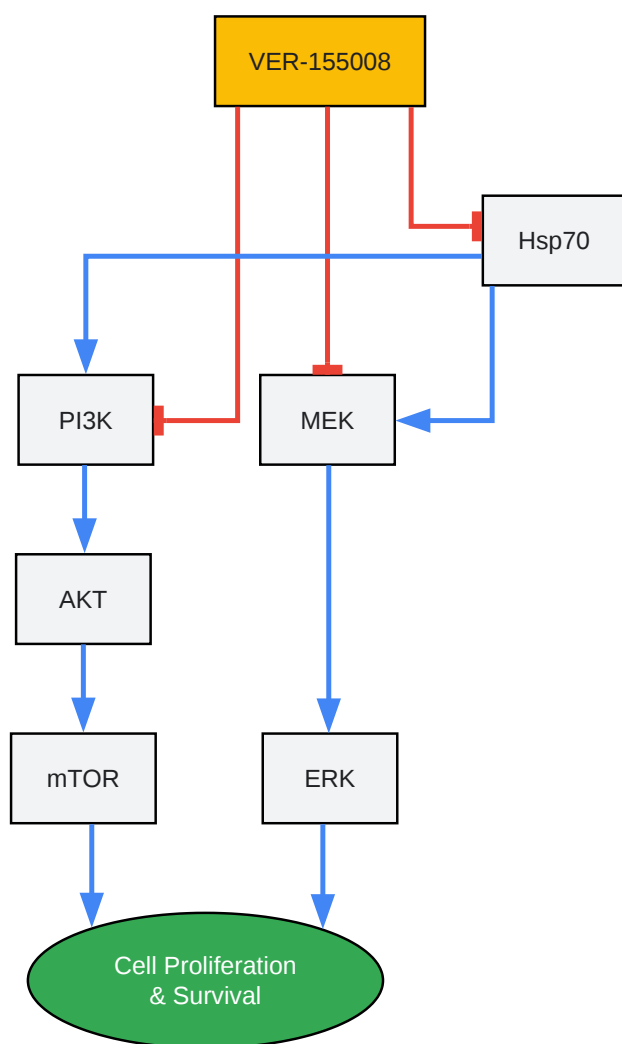 VER-155008
Hsp70
PI3K
MEK
AKT
mTOR
ERK
Cell Proliferation
& Survival